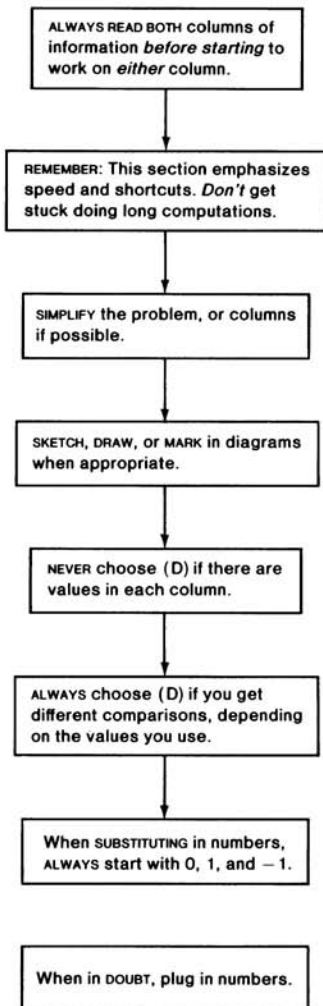 ALWAYS READ BOTH columns of
information before starting to
work on either column.
REMEMBER: This section emphasizes
speed and shortcuts. Don't get
stuck doing long computations.
SIMPLIFY the problem, or columns
if possible.
SKETCH, DRAW, or MARK in diagrams
when appropriate.
NEVER choose (D) if there are
values in each column.
ALWAYS choose (D) if you get
different comparisons, depending
on the values you use.
When SUBSTITUTING in numbers,
ALWAYS start with 0, 1, and – 1.
When in DOUBT, plug in numbers.